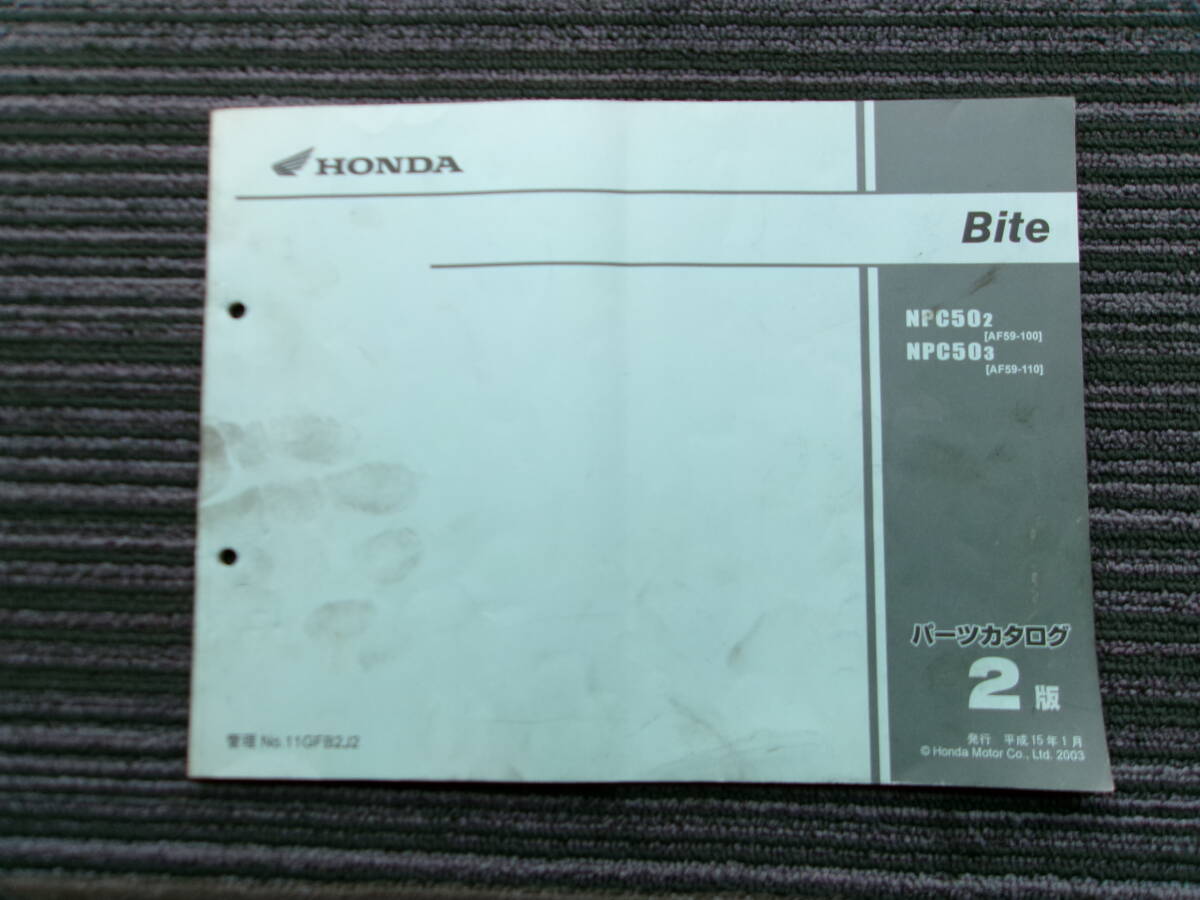 HONDA
Bite
NPC502
[AF59-100]
NPC503
[AF59-110]
パーツカタログ
2版
管理 No.11GFB2J2
発行 平成15年1月
© Honda Motor Co., Ltd. 2003